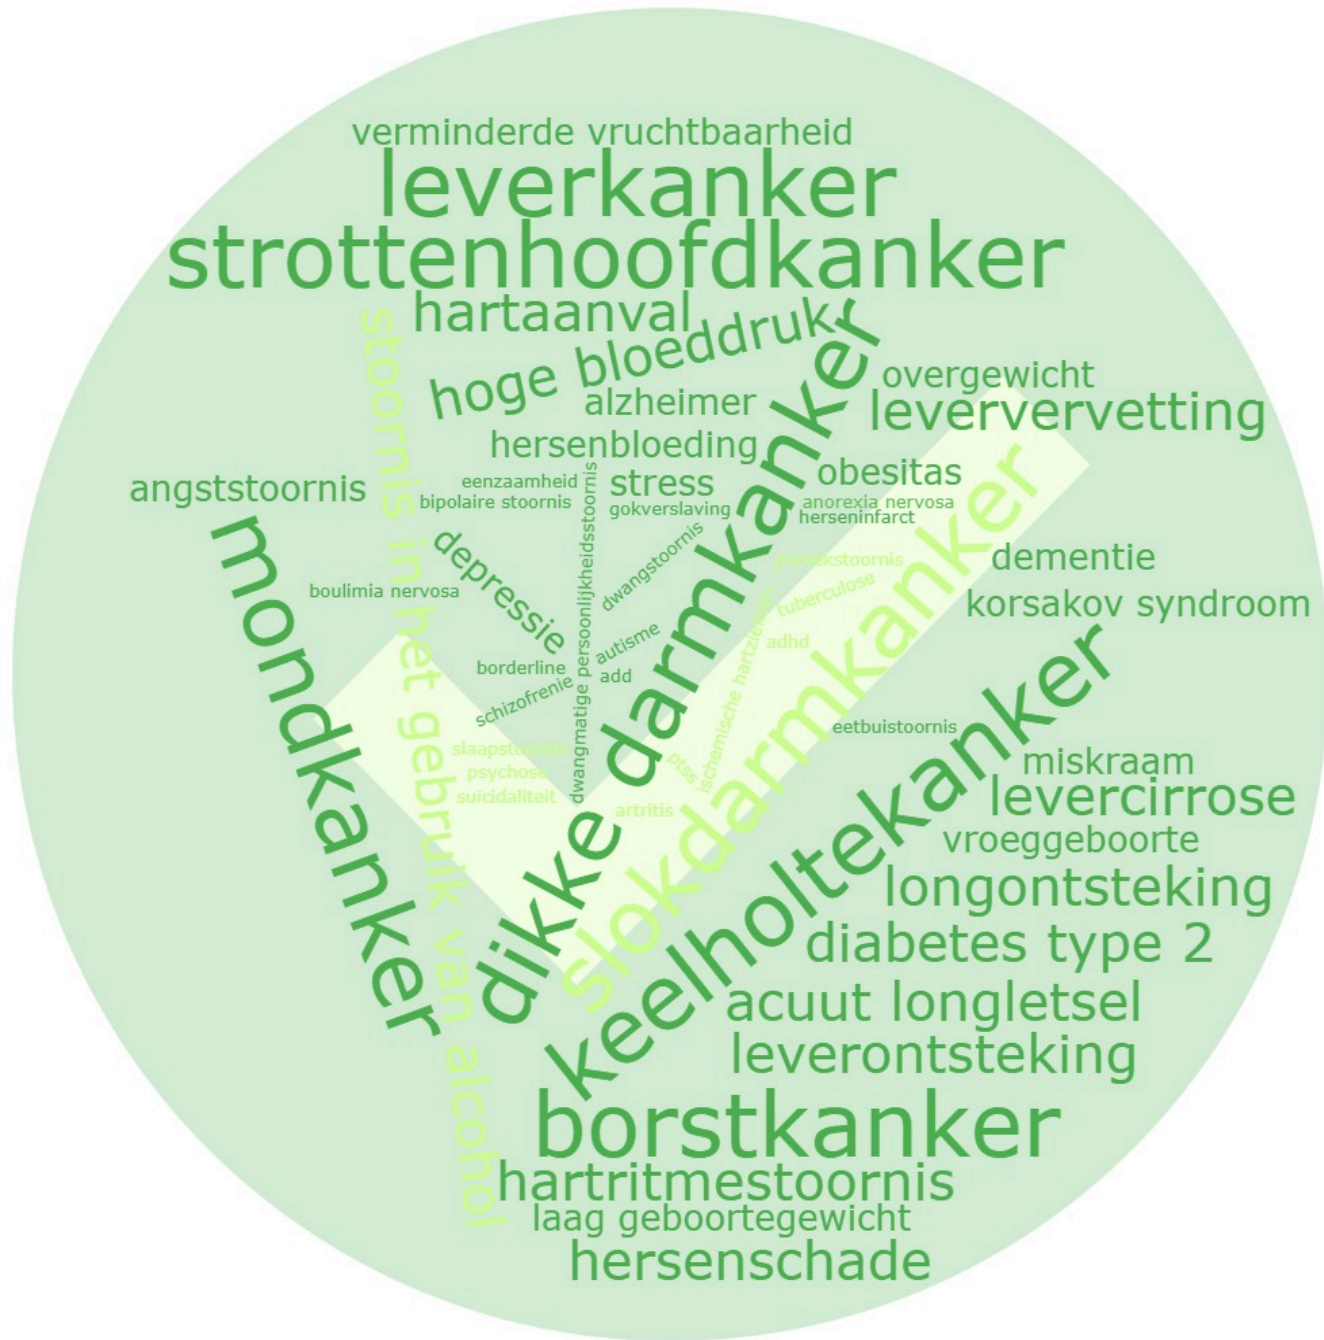 verminderde vruchtbaarheid
leverkanker
strottenhoofdkanker
hartaanval
hoge bloeddruk
stoornis in het gebruik van alcohol
alzheimer
overgewicht
leververvetting
hersenbloeding
dikke darmkanker
angststoornis
eenzaamheid
stress
obesitas
bipolaire stoornis
gokverslaving
anorexia nervosa
herseninfarct
mondkanker
depressie
dwangmatige persoonlijkheidsstoornis
dwangstoornis
paniekstoornis
slokdarmkanker
dementie
boulimia nervosa
tuberculose
korsakov syndroom
autisme
adhd
borderline
add
schizofrenie
ischemische hartziekten
keelholtekanker
eetbuistoornis
slaapstoornis
psychose
ptss
miskraam
suïcidaliteit
artritis
levercirrose
vroeggeboorte
longontsteking
diabetes type 2
acuut longletsel
leverontsteking
borstkanker
hartritmestoornis
laag geboortegewicht
hersenschade